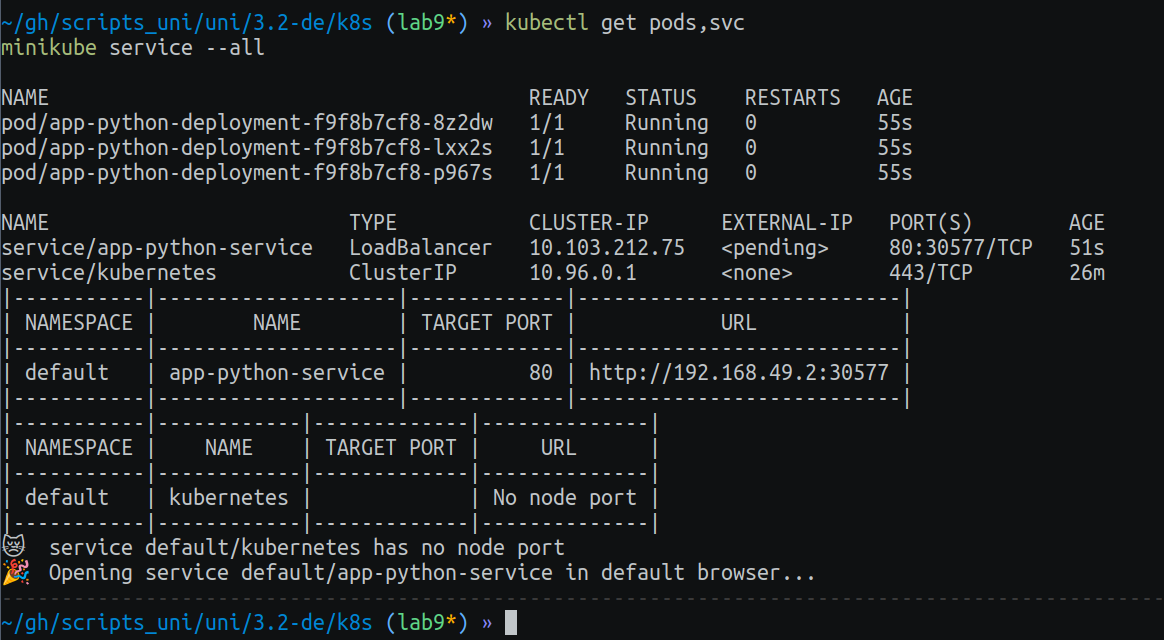 ~/gh/scripts_uni/uni/3.2-de/k8s (lab9*) » kubectl get pods,svc
minikube service --all
NAME                                        READY   STATUS    RESTARTS   AGE
pod/app-python-deployment-f9f8b7cf8-8z2dw   1/1     Running   0          55s
pod/app-python-deployment-f9f8b7cf8-lxx2s   1/1     Running   0          55s
pod/app-python-deployment-f9f8b7cf8-p967s   1/1     Running   0          55s
NAME                         TYPE           CLUSTER-IP      EXTERNAL-IP   PORT(S)        AGE
service/app-python-service   LoadBalancer   10.103.212.75   <pending>     80:30577/TCP   51s
service/kubernetes           ClusterIP      10.96.0.1       <none>        443/TCP        26m
|-----------|--------------------|-------------|---------------------------|
| NAMESPACE |        NAME        | TARGET PORT |            URL            |
|-----------|--------------------|-------------|---------------------------|
| default   | app-python-service |          80 | http://192.168.49.2:30577 |
|-----------|--------------------|-------------|---------------------------|
|-----------|------------|-------------|--------------|
| NAMESPACE |    NAME    | TARGET PORT |     URL      |
|-----------|------------|-------------|--------------|
| default   | kubernetes |             | No node port |
|-----------|------------|-------------|--------------|
😿  service default/kubernetes has no node port
🎉  Opening service default/app-python-service in default browser...
~/gh/scripts_uni/uni/3.2-de/k8s (lab9*) »